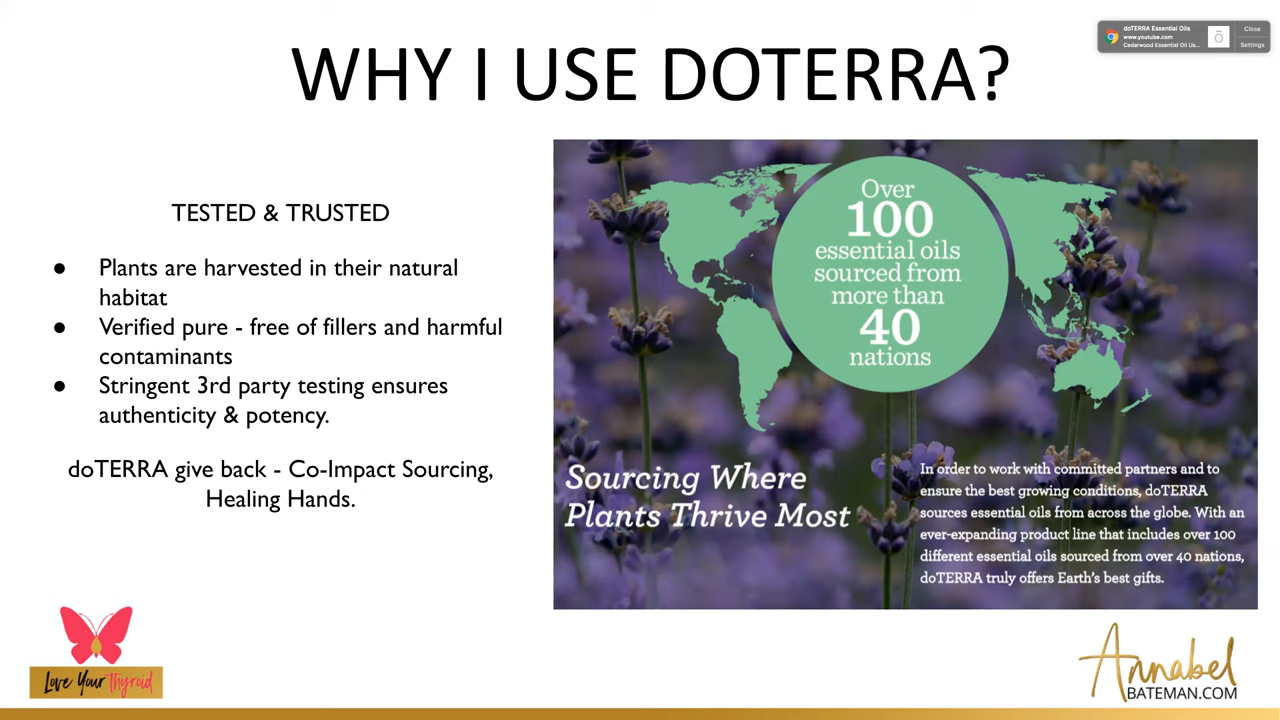 WHY I USE DOTERRA?
doTERRA Essential Oils
www.youtube.com
Cedarwood Essential Oil Us...
Close
Settings
TESTED & TRUSTED
● Plants are harvested in their natural
habitat
● Verified pure - free of fillers and harmful
contaminants
● Stringent 3rd party testing ensures
authenticity & potency.
doTERRA give back - Co-Impact Sourcing,
Healing Hands.
Over
100
essential oils
sourced from
more than
40
nations
Sourcing Where
Plants Thrive Most
In order to work with committed partners and to
ensure the best growing conditions, doTERRA
sources essential oils from across the globe. With an
ever-expanding product line that includes over 100
different essential oils sourced from over 40 nations,
doTERRA truly offers Earth's best gifts.
Love Your Thyroid
Annabel
BATEMAN.COM